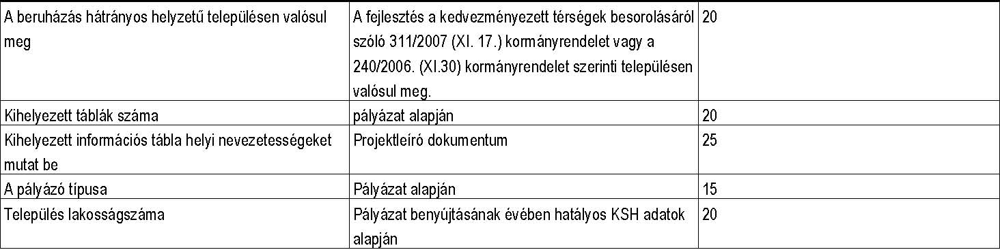 A beruházás hátrányos helyzetű településen valósul
meg
A fejlesztés a kedvezményezett térségek besorolásáról
szóló 311/2007 (XI. 17.) kormányrendelet vagy a
240/2006. (XI.30) kormányrendelet szerinti településen
valósul meg.
20
Kihelyezett táblák száma
pályázat alapján
20
Kihelyezett információs tábla helyi nevezetességeket
mutat be
Projektleíró dokumentum
25
A pályázó típusa
Pályázat alapján
15
Település lakosságszáma
Pályázat benyújtásának évében hatályos KSH adatok
alapján
20